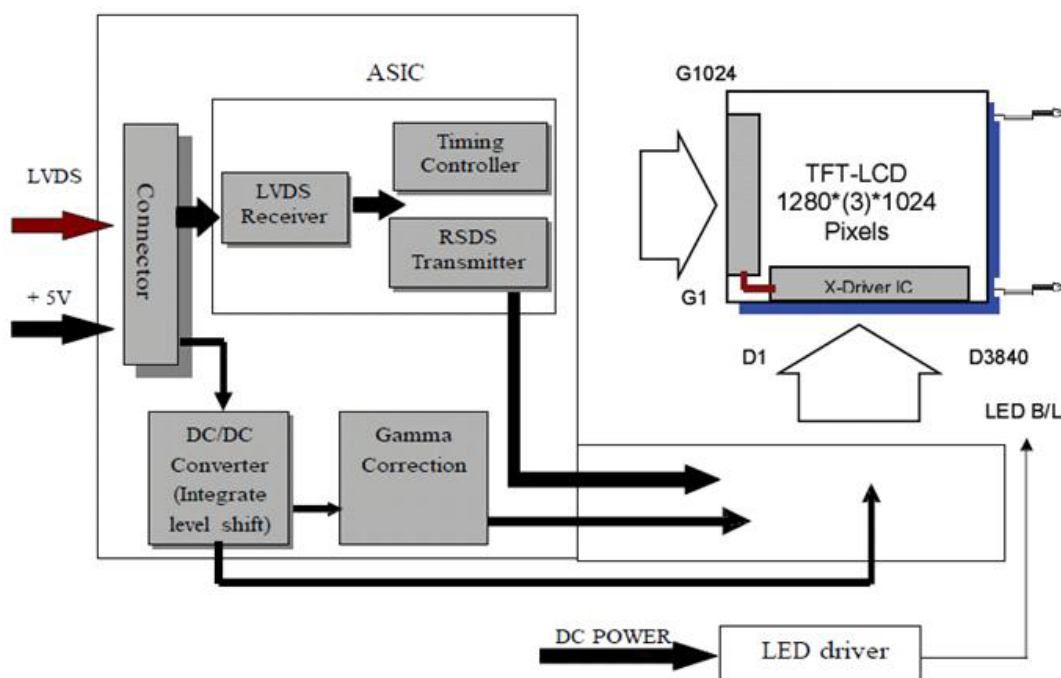 ASIC
G1024
LVDS
Connector
LVDS
Receiver
Timing
Controller
RSDS
Transmitter
+ 5V
TFT-LCD
1280*(3)*1024
Pixels
G1
X-Driver IC
D1
D3840
LED B/L
DC/DC
Converter
(Integrate
level shift)
Gamma
Correction
DC POWER
LED driver